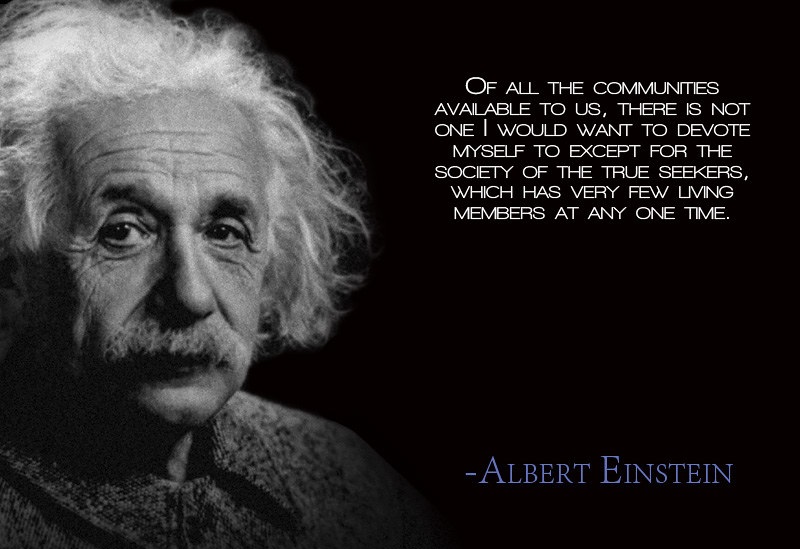 Of all the communities
available to us, there is not
one I would want to devote
myself to except for the
society of the true seekers,
which has very few living
members at any one time.
-Albert Einstein